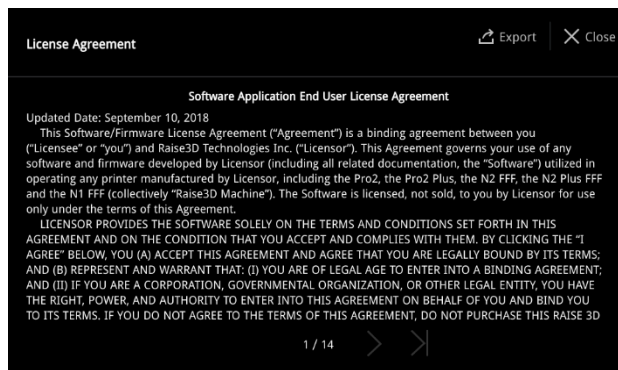 License Agreement
Export
Close
Software Application End User License Agreement
Updated Date: September 10, 2018
This Software/Firmware License Agreement (“Agreement”) is a binding agreement between you
(“Licensee” or “you”) and Raise3D Technologies Inc. (“Licensor”). This Agreement governs your use of any
software and firmware developed by Licensor (including all related documentation, the “Software”) utilized in
operating any printer manufactured by Licensor, including the Pro2, the Pro2 Plus, the N2 FFF, the N2 Plus FFF
and the N1 FFF (collectively “Raise3D Machine”). The Software is licensed, not sold, to you by Licensor for use
only under the terms of this Agreement.
LICENSOR PROVIDES THE SOFTWARE SOLELY ON THE TERMS AND CONDITIONS SET FORTH IN THIS
AGREEMENT AND ON THE CONDITION THAT YOU ACCEPT AND COMPLIES WITH THEM. BY CLICKING THE “I
AGREE” BELOW, YOU (A) ACCEPT THIS AGREEMENT AND AGREE THAT YOU ARE LEGALLY BOUND BY ITS TERMS;
AND (B) REPRESENT AND WARRANT THAT: (I) YOU ARE OF LEGAL AGE TO ENTER INTO A BINDING AGREEMENT;
AND (II) IF YOU ARE A CORPORATION, GOVERNMENTAL ORGANIZATION, OR OTHER LEGAL ENTITY, YOU HAVE
THE RIGHT, POWER, AND AUTHORITY TO ENTER INTO THIS AGREEMENT ON BEHALF OF YOU AND BIND YOU
TO ITS TERMS. IF YOU DO NOT AGREE TO THE TERMS OF THIS AGREEMENT, DO NOT PURCHASE THIS RAISE 3D
1 / 14